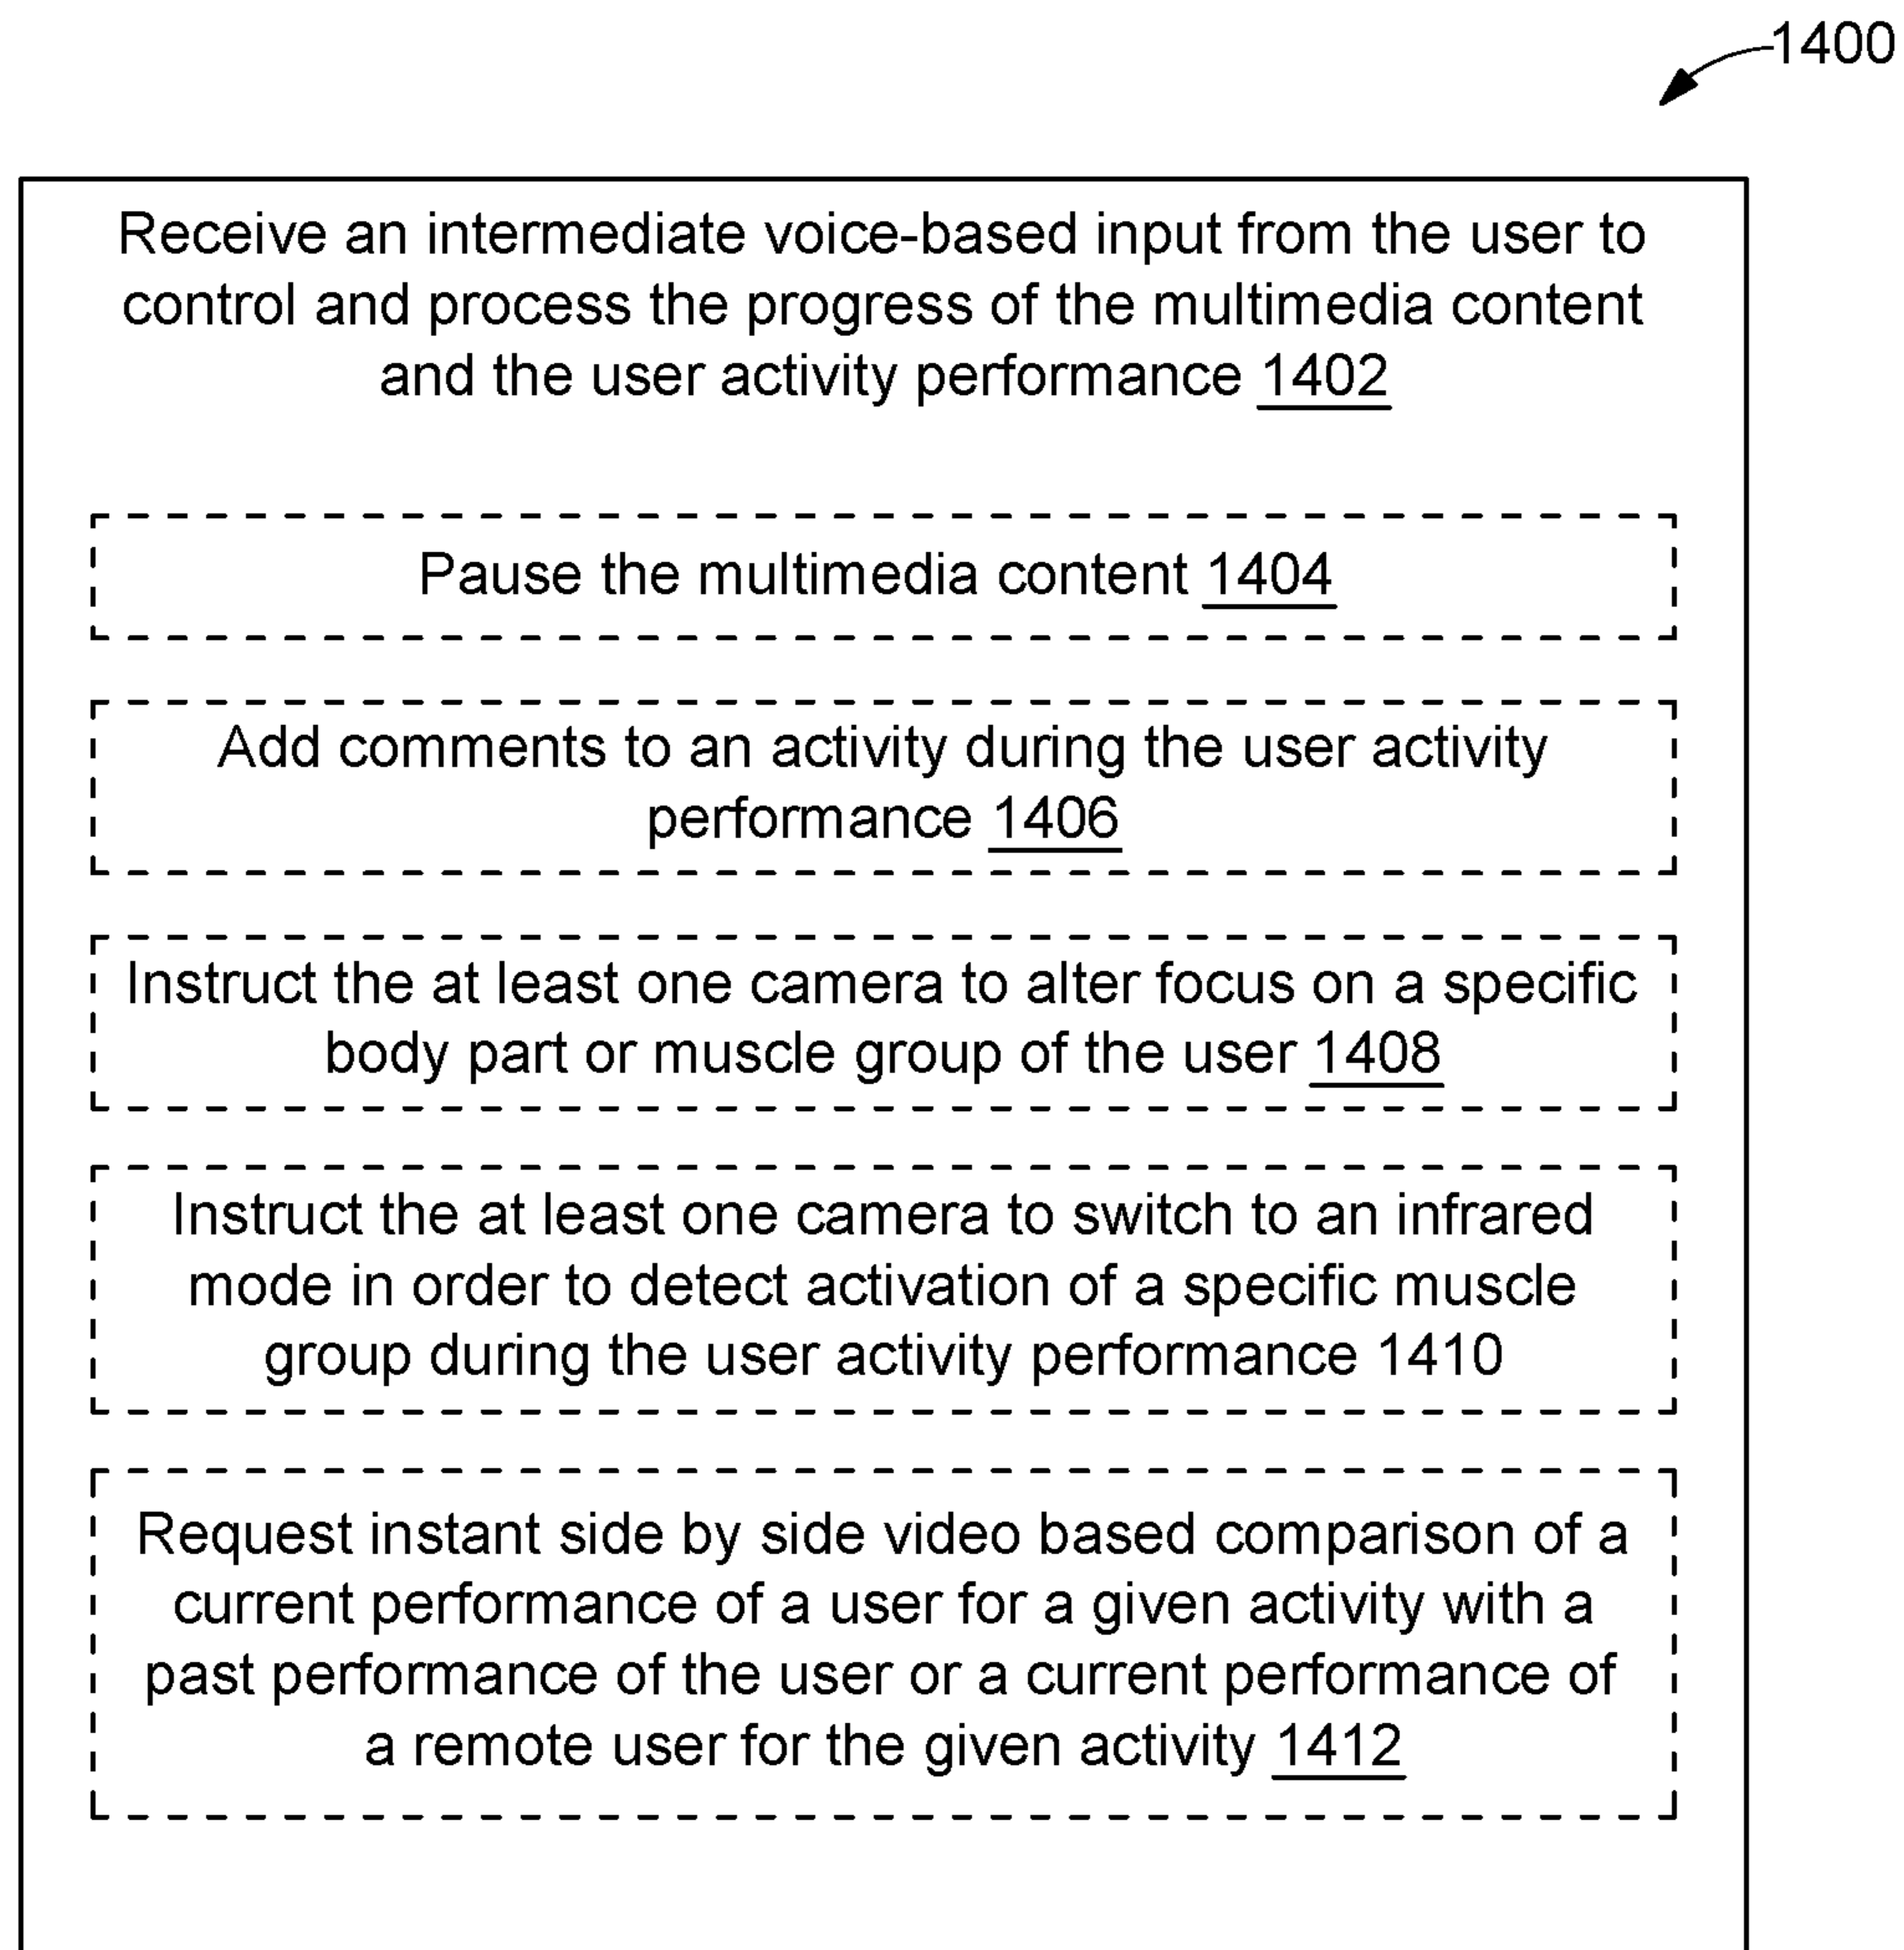 1400
Receive an intermediate voice-based input from the user to
control and process the progress of the multimedia content
and the user activity performance 1402
Pause the multimedia content 1404
Add comments to an activity during the user activity
performance 1406
Instruct the at least one camera to alter focus on a specific
body part or muscle group of the user 1408
Instruct the at least one camera to switch to an infrared
mode in order to detect activation of a specific muscle
group during the user activity performance 1410
Request instant side by side video based comparison of a
current performance of a user for a given activity with a
past performance of the user or a current performance of
a remote user for the given activity 1412